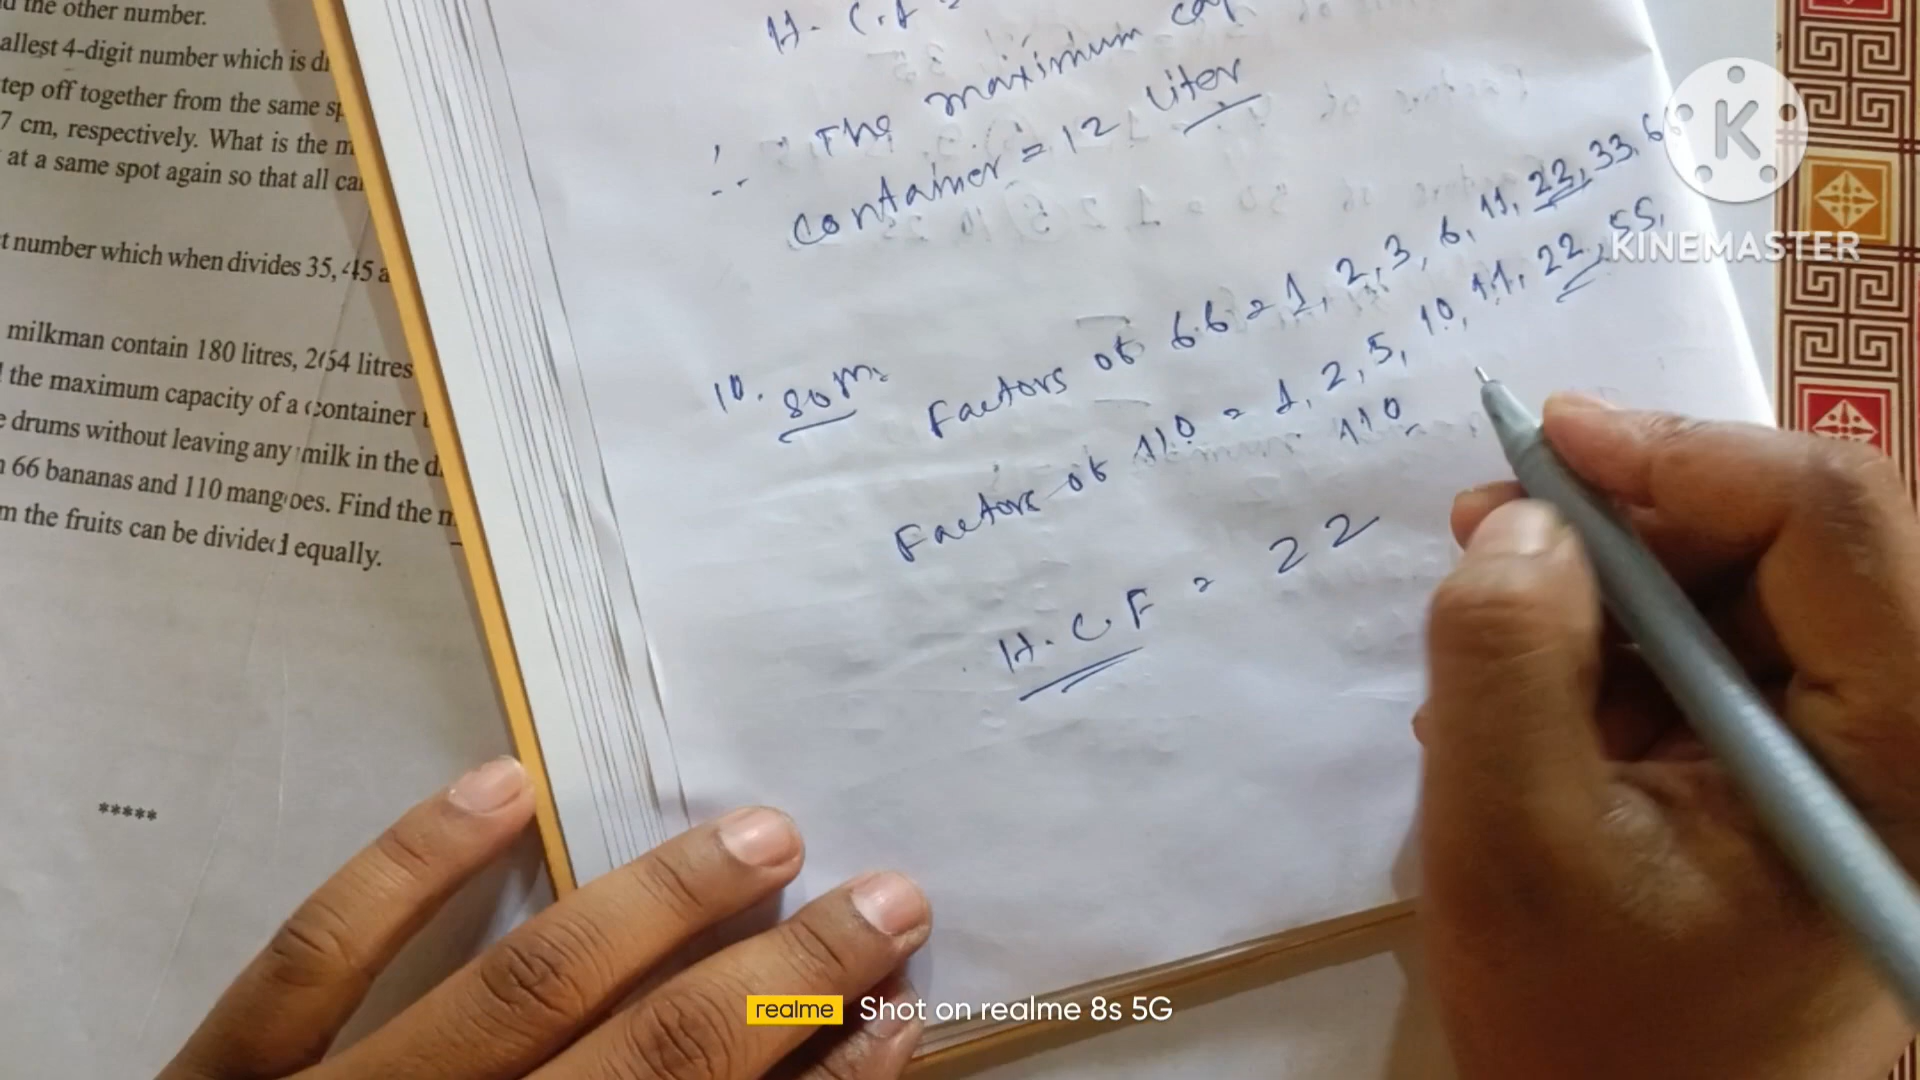 the other number.
allest 4-digit number which is
tep off together from the same
7 cm, respectively. What is the
at a same spot again so that all
t number which when divides 35, 45
milkman contain 180 litres, 264 litres
the maximum capacity of a container
drums without leaving any milk in the
66 bananas and 110 mangoes. Find the
the fruits can be divided equally.
*****
H. C.F
∴ The maximum
container = 12 liter
10. Factors of 66 = 1, 2, 3, 6, 11, 22, 33, 66
Factors of 110 = 1, 2, 5, 10, 11, 22, 55,
110
H.C.F = 22
K
KINEMASTER
realme Shot on realme 8s 5G